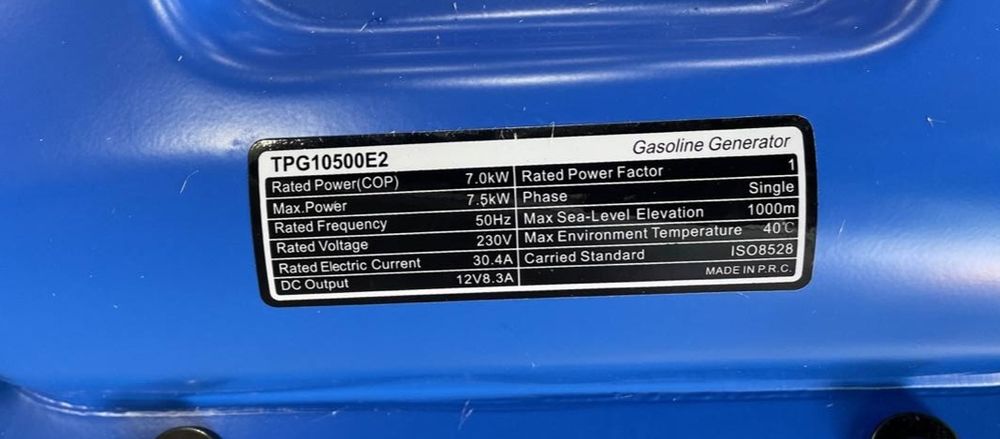 TPG10500E2 Gasoline Generator
Rated Power(COP) 7.0kW Rated Power Factor 1
Max.Power 7.5kW Phase Single
Rated Frequency 50Hz Max Sea-Level Elevation 1000m
Rated Voltage 230V Max Environment Temperature 40℃
Rated Electric Current 30.4A Carried Standard ISO8528
DC Output 12V8.3A MADE IN P.R.C.